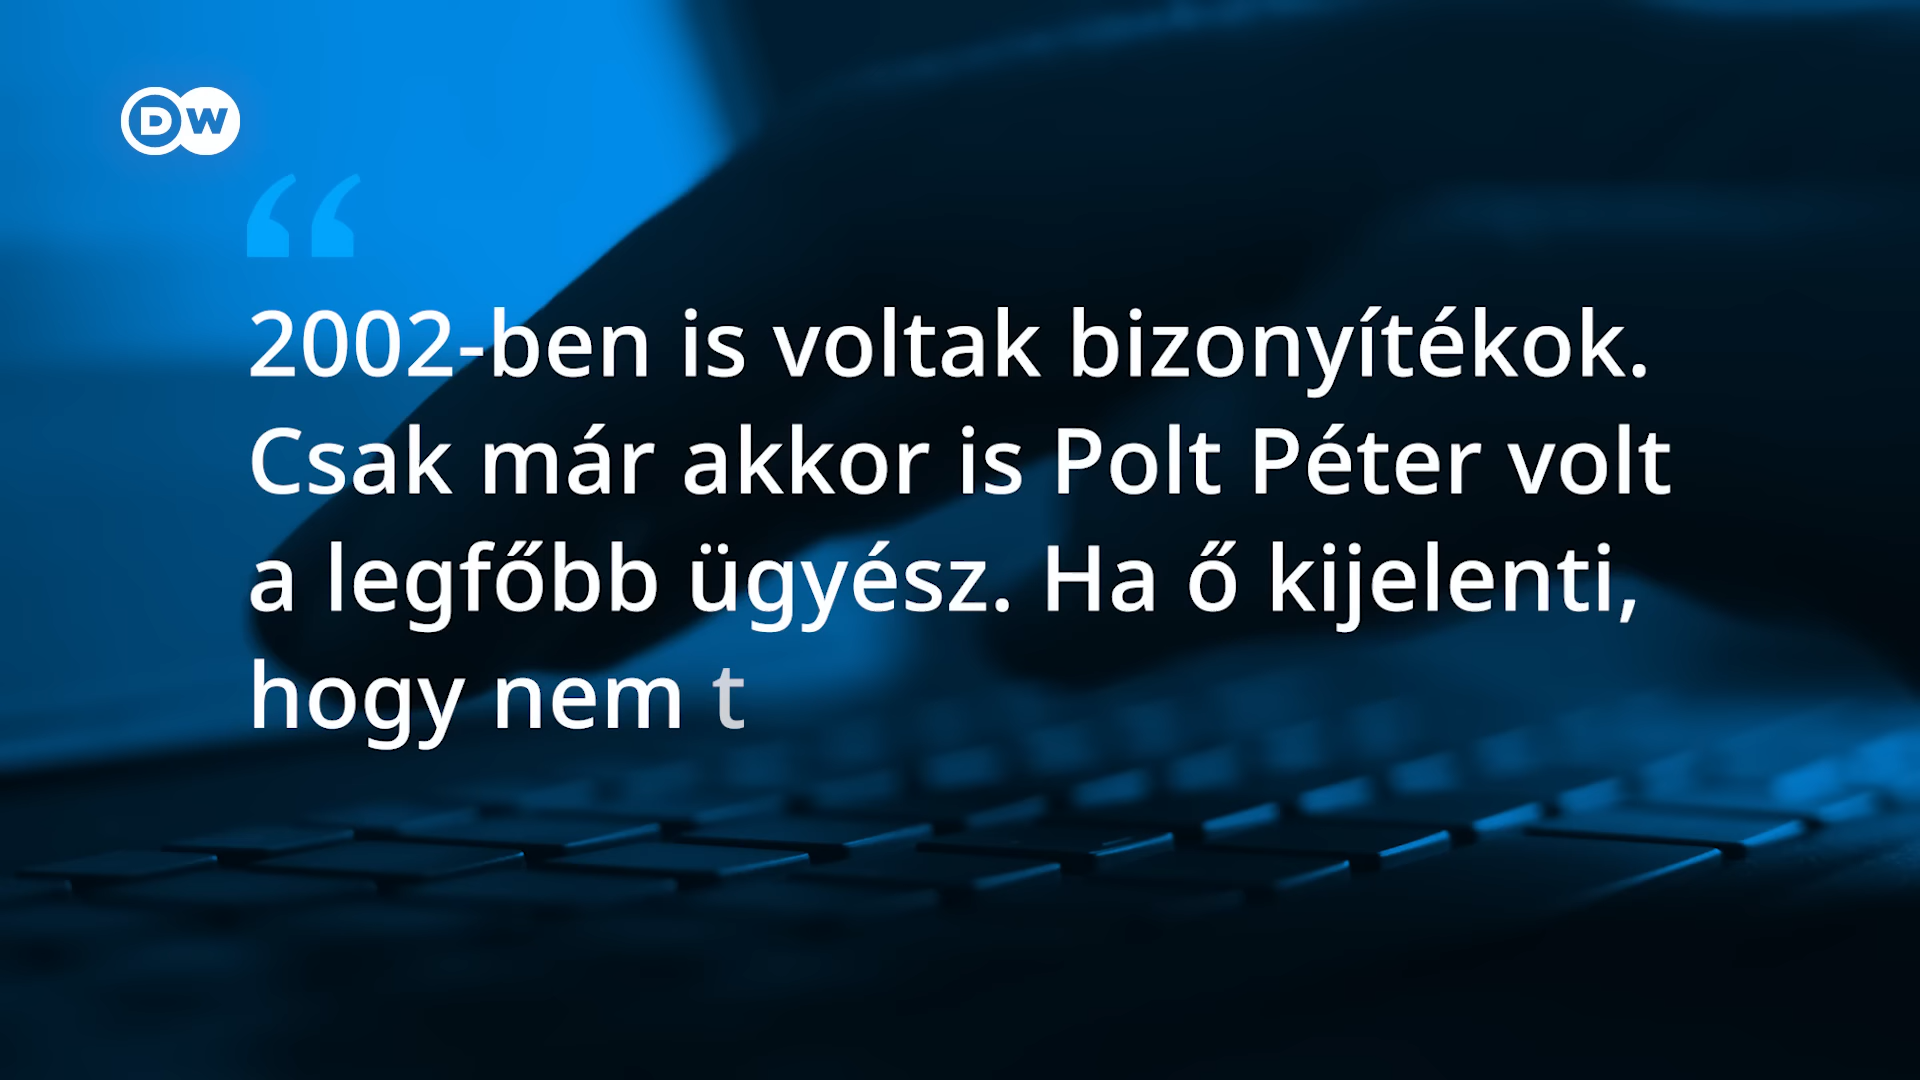 DW
“
2002-ben is voltak bizonyítékok.
Csak már akkor is Polt Péter volt
a legfőbb ügyész. Ha ő kijelenti,
hogy nem t